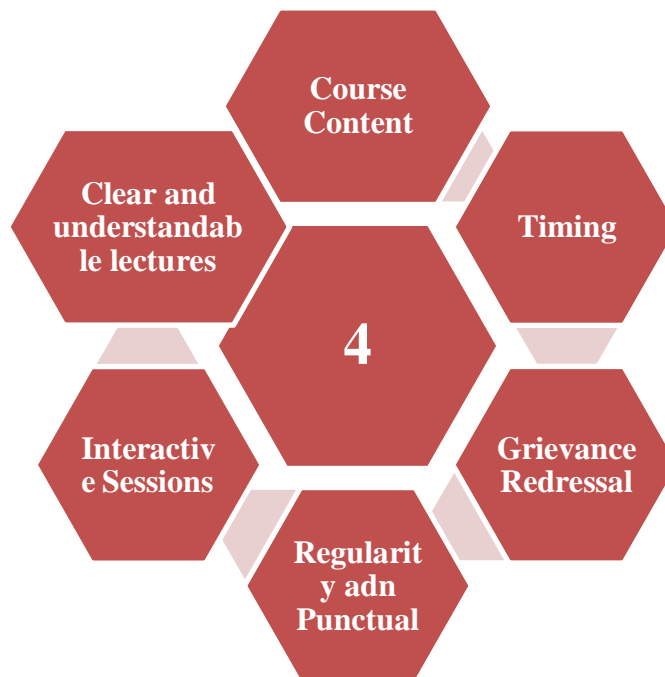 Course
Content
Timing
Grievance
Redressal
Regularit
y adn
Punctual
Interactiv
e Sessions
Clear and
understandab
le lectures
4